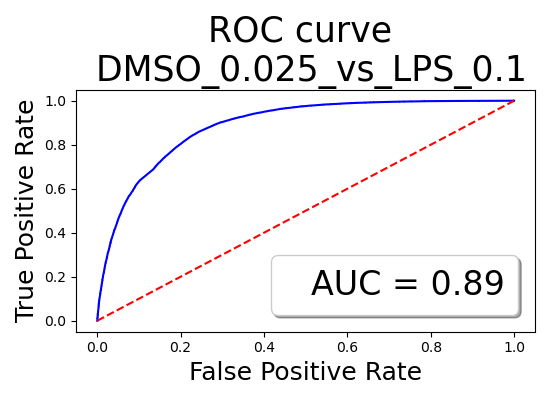 ROC curve
DMSO_0.025_vs_LPS_0.1
True Positive Rate
1.0
0.8
0.6
0.4
0.2
0.0
AUC = 0.89
0.0 0.2 0.4 0.6 0.8 1.0
False Positive Rate